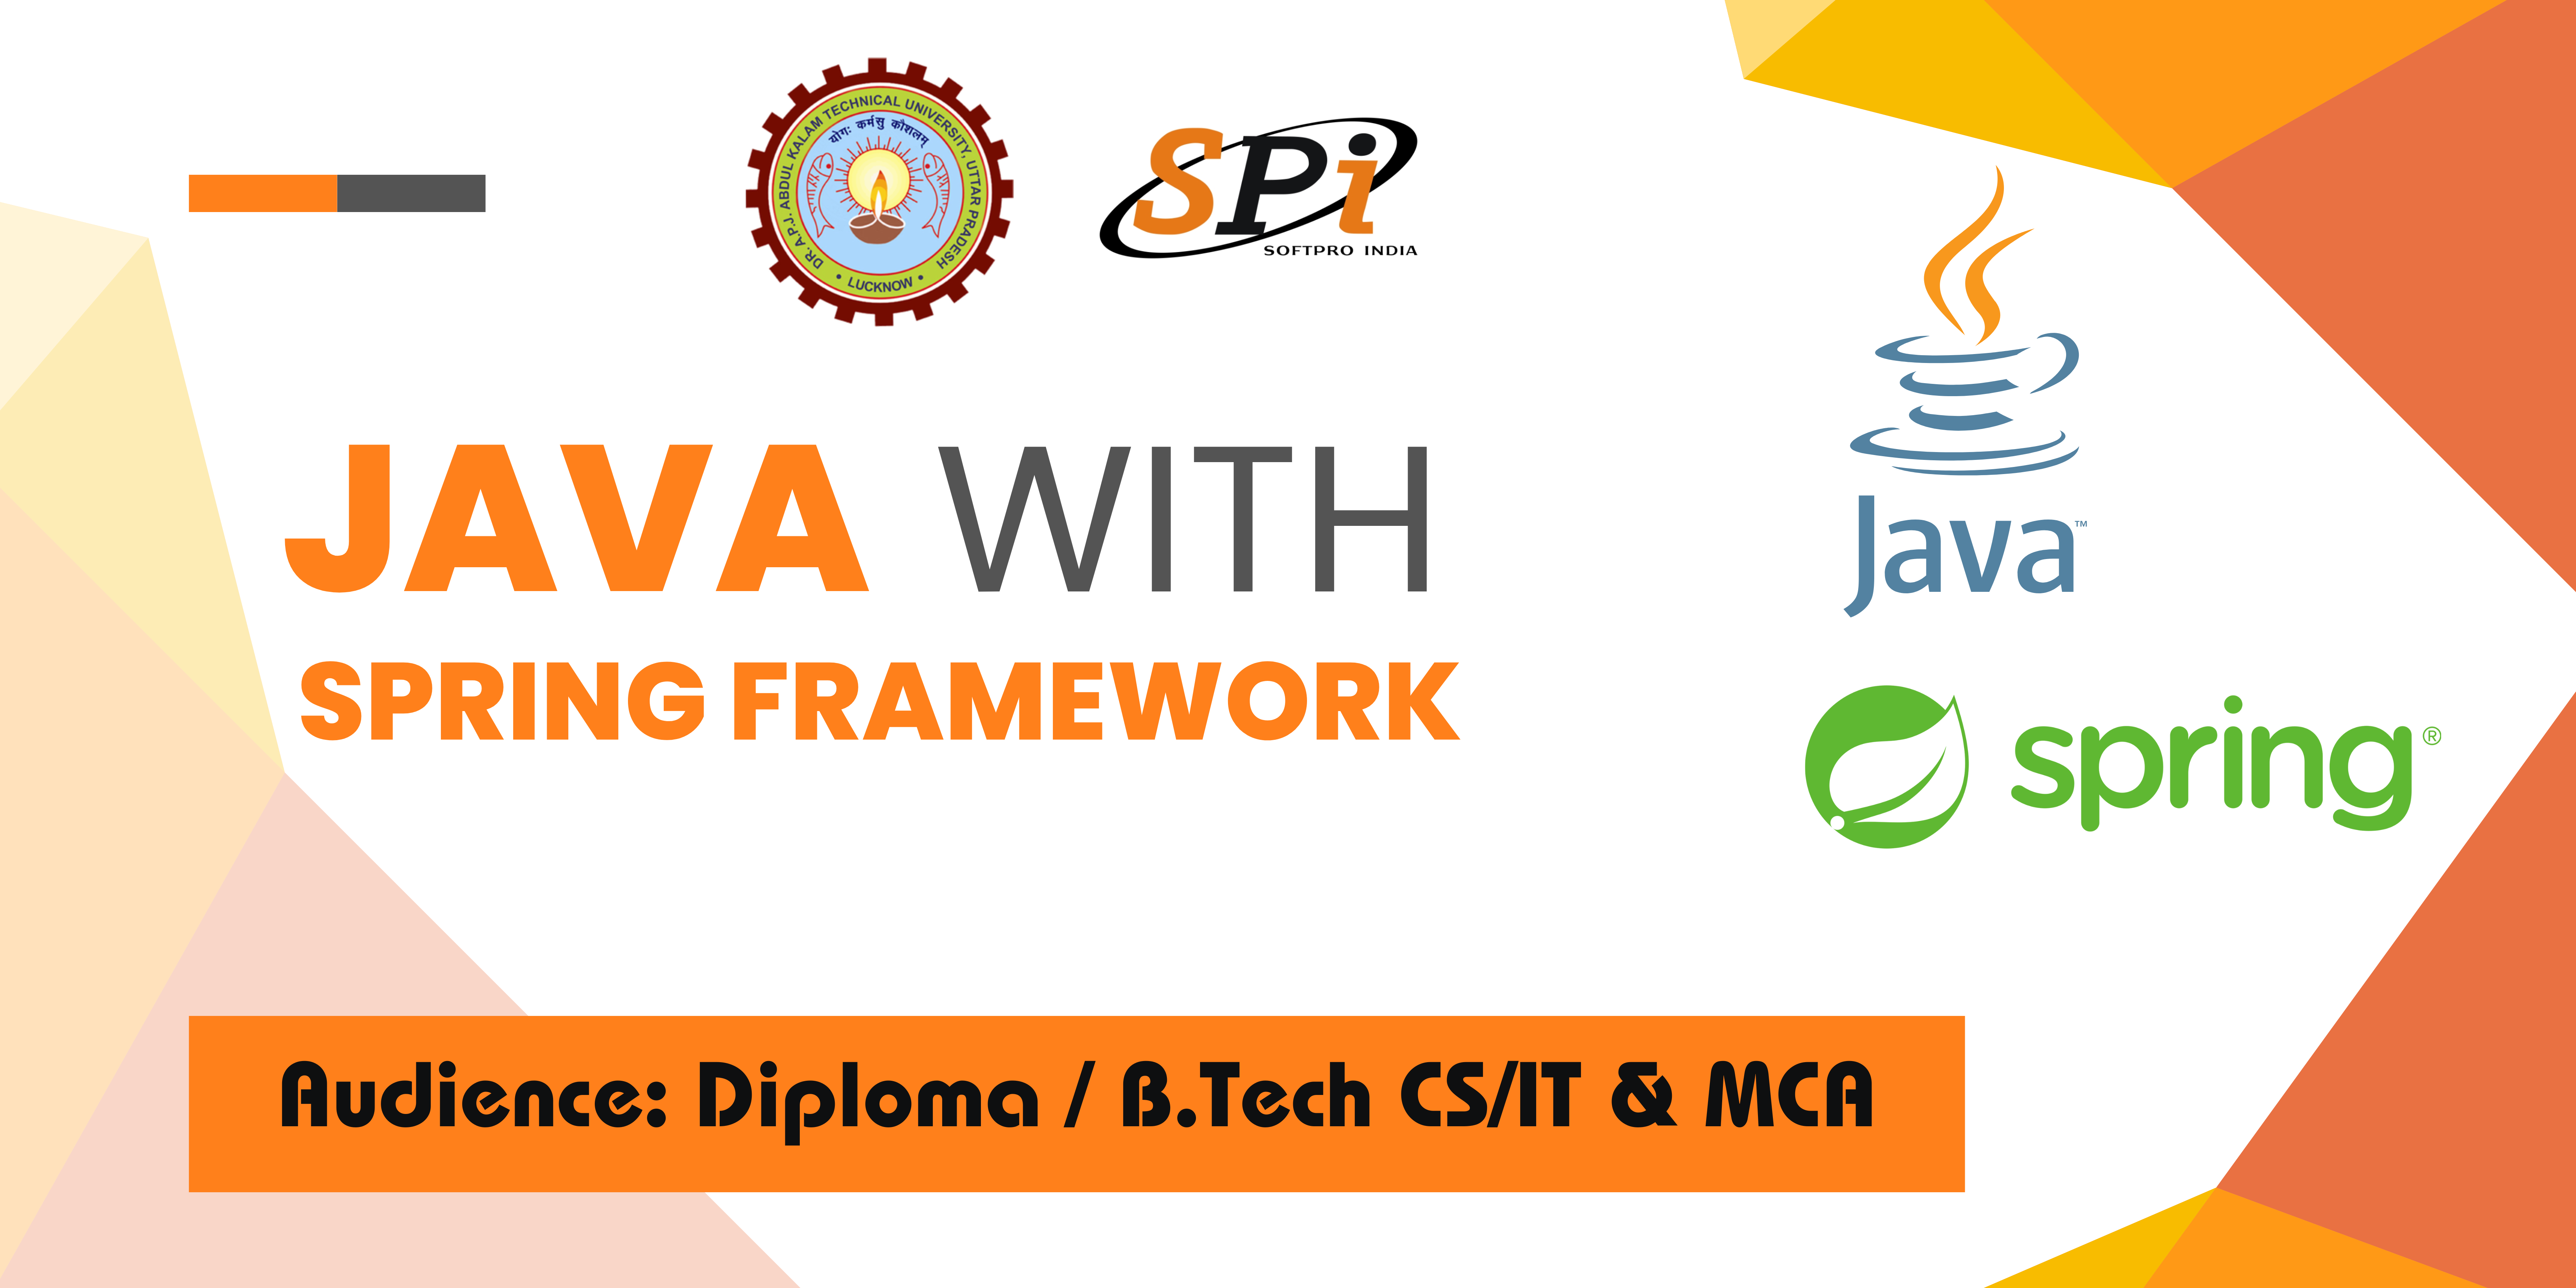 DR. A.P.J. ABDUL KALAM TECHNICAL UNIVERSITY, UTTAR PRADESH
योगः कर्मसु कौशलम्
• LUCKNOW •
SPi
SOFTPRO INDIA
JAVA WITH
SPRING FRAMEWORK
Java™
spring®
Audience: Diploma / B.Tech CS/IT & MCA